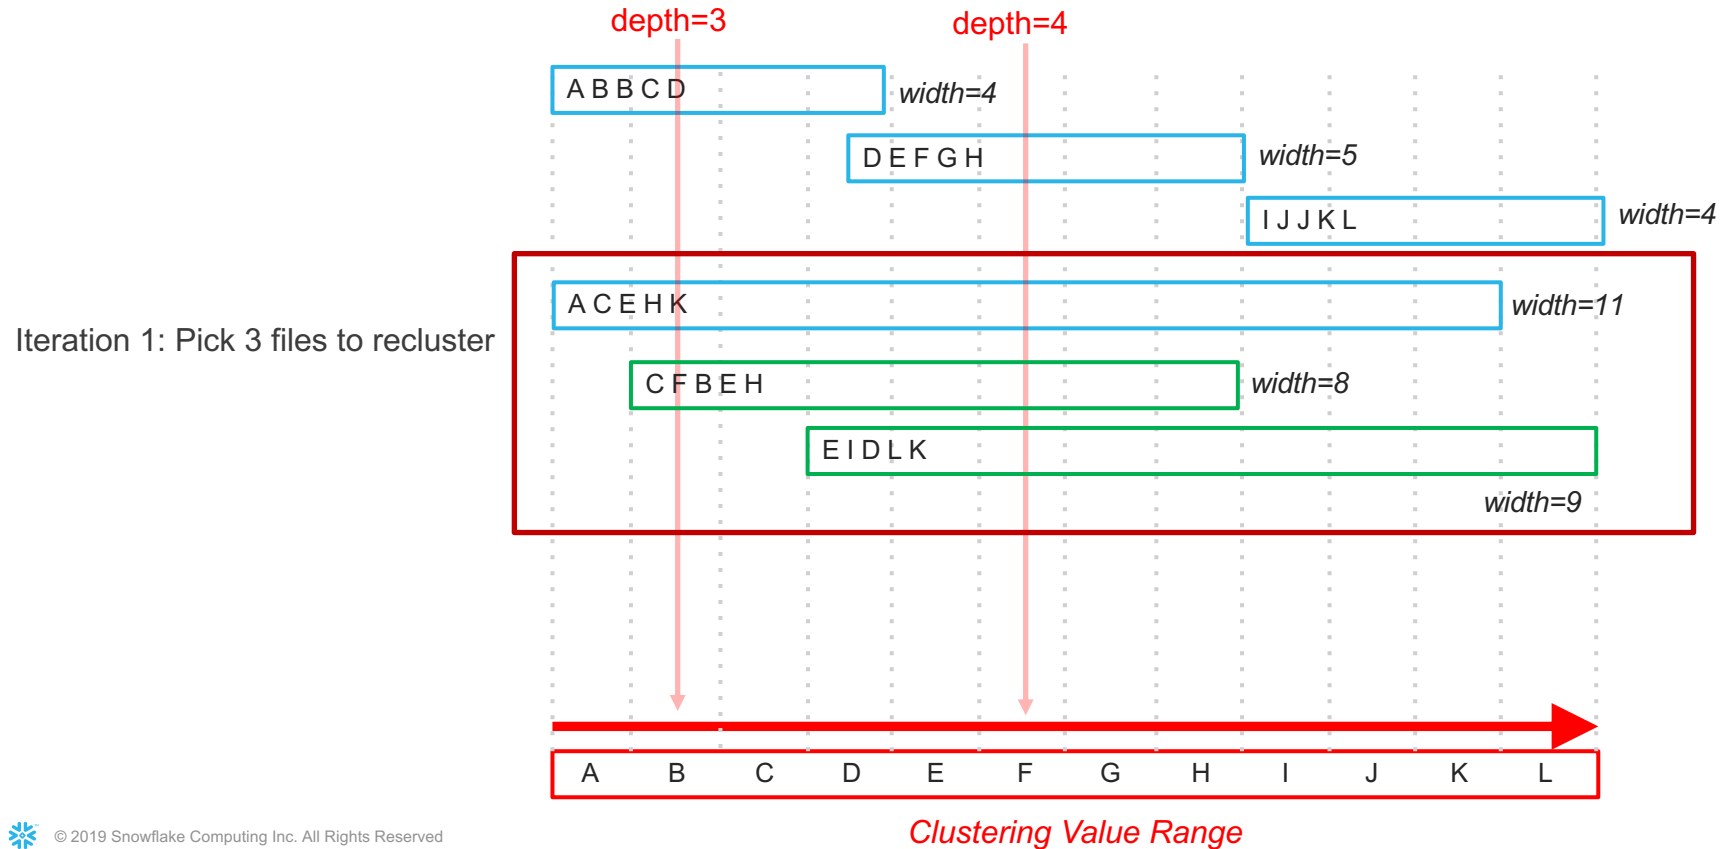 depth=3
depth=4
A B B C D
width=4
D E F G H
width=5
I J J K L
width=4
A C E H K
width=11
Iteration 1: Pick 3 files to recluster
C F B E H
width=8
E I D L K
width=9
A B C D E F G H I J K L
Clustering Value Range
© 2019 Snowflake Computing Inc. All Rights Reserved